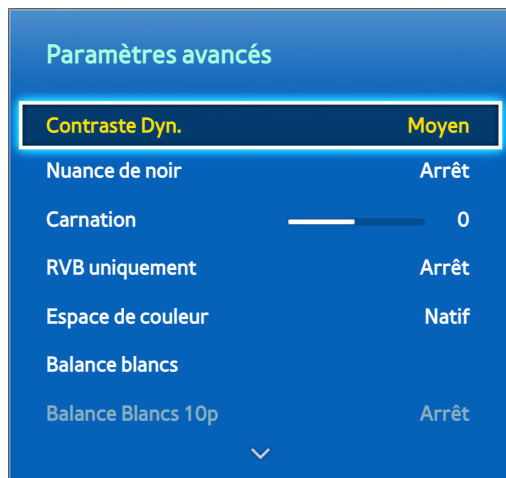 Paramètres avancés
Contraste Dyn. Moyen
Nuance de noir Arrêt
Carnation 0
RVB uniquement Arrêt
Espace de couleur Natif
Balance blancs
Balance Blancs 10p Arrêt